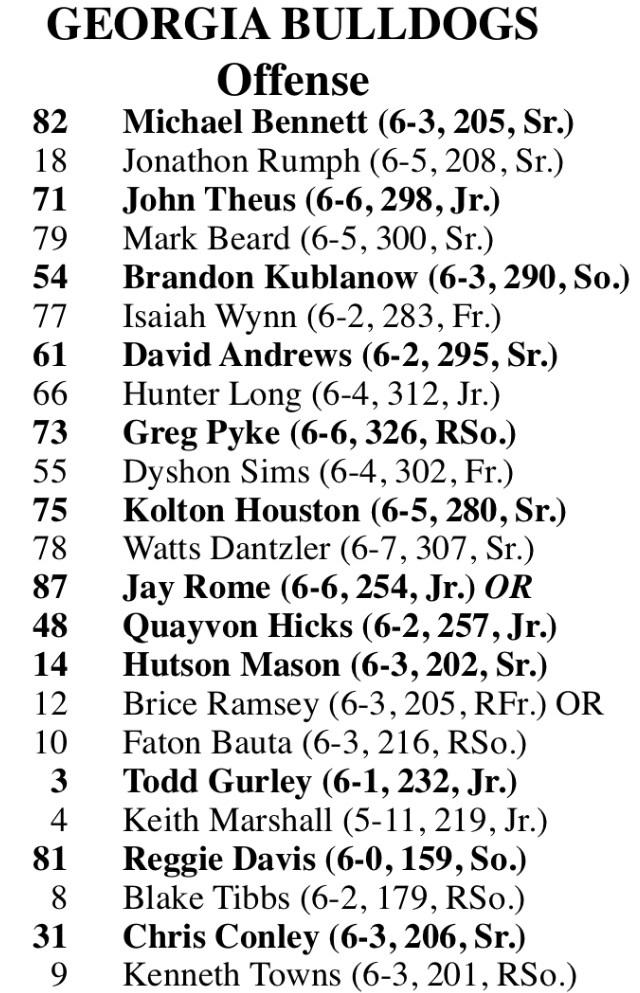 GEORGIA BULLDOGS
Offense
82 Michael Bennett (6-3, 205, Sr.)
18 Jonathon Rumph (6-5, 208, Sr.)
71 John Theus (6-6, 298, Jr.)
79 Mark Beard (6-5, 300, Sr.)
54 Brandon Kublanow (6-3, 290, So.)
77 Isaiah Wynn (6-2, 283, Fr.)
61 David Andrews (6-2, 295, Sr.)
66 Hunter Long (6-4, 312, Jr.)
73 Greg Pyke (6-6, 326, RSo.)
55 Dyshon Sims (6-4, 302, Fr.)
75 Kolton Houston (6-5, 280, Sr.)
78 Watts Dantzler (6-7, 307, Sr.)
87 Jay Rome (6-6, 254, Jr.) OR
48 Quayvon Hicks (6-2, 257, Jr.)
14 Hutson Mason (6-3, 202, Sr.)
12 Brice Ramsey (6-3, 205, RFr.) OR
10 Faton Bauta (6-3, 216, RSo.)
3 Todd Gurley (6-1, 232, Jr.)
4 Keith Marshall (5-11, 219, Jr.)
81 Reggie Davis (6-0, 159, So.)
8 Blake Tibbs (6-2, 179, RSo.)
31 Chris Conley (6-3, 206, Sr.)
9 Kenneth Towns (6-3, 201, RSo.)